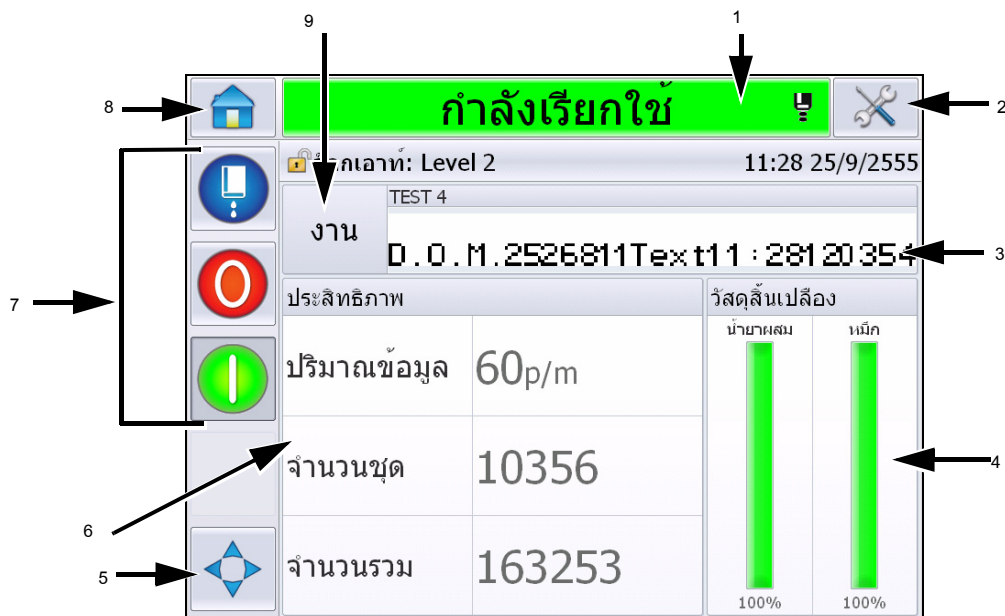 9
1
8
กำลังเรียกใช้
2
เอาท์: Level 2
11:28 25/9/2555
TEST 4
งาน
D.O.M.2526811Text11:28120354
3
7
ประสิทธิภาพ
วัสดุสิ้นเปลือง
น้ำยาผสม
หมึก
ปริมาณข้อมูล
60p/m
จำนวนชุด
10356
4
6
จำนวนรวม
163253
5
100%
100%